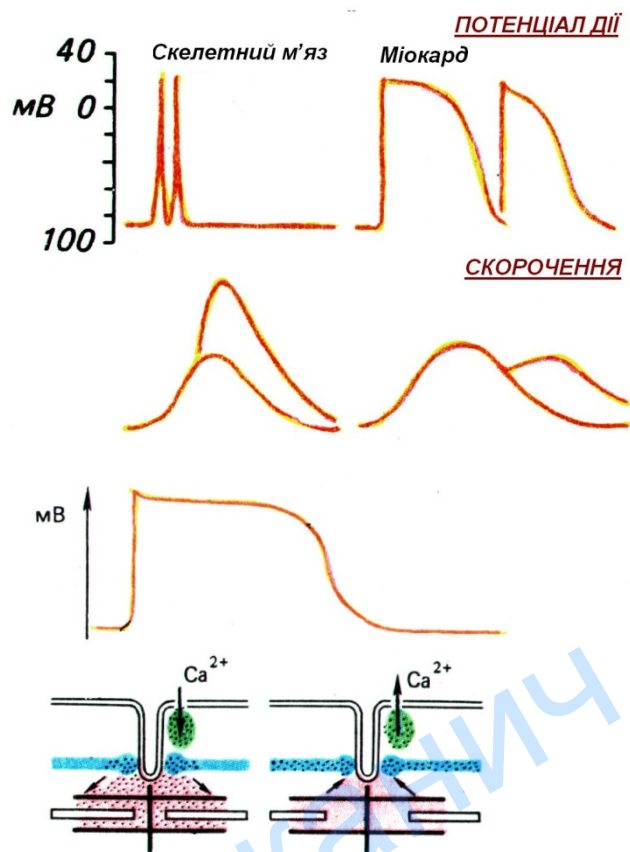 ПОТЕНЦІАЛ ДІЇ
Скелетний м'яз
Міокард
40
мВ 0
100
СКОРОЧЕННЯ
мВ
Ca²⁺
Ca²⁺